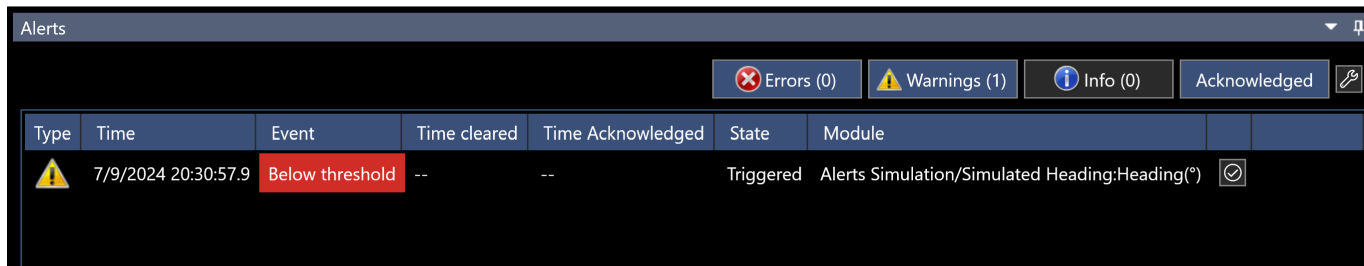 Alerts
Errors (0) Warnings (1) Info (0) Acknowledged
Type Time Event Time cleared Time Acknowledged State Module
7/9/2024 20:30:57.9 Below threshold -- -- Triggered Alerts Simulation/Simulated Heading:Heading(°)